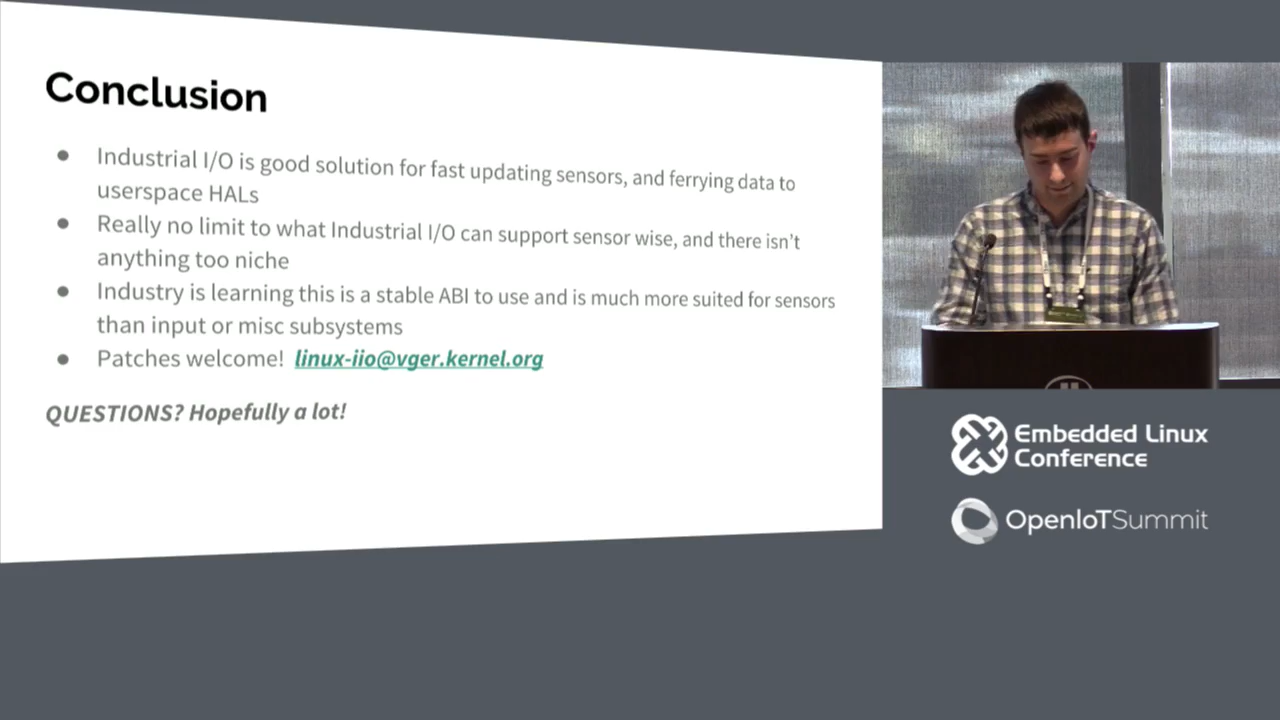 Conclusion
● Industrial I/O is good solution for fast updating sensors, and ferrying data to
userspace HALs
● Really no limit to what Industrial I/O can support sensor wise, and there isn't
anything too niche
● Industry is learning this is a stable ABI to use and is much more suited for sensors
than input or misc subsystems
● Patches welcome! linux-iio@vger.kernel.org
QUESTIONS? Hopefully a lot!
Embedded Linux
Conference
OpenIoTSummit